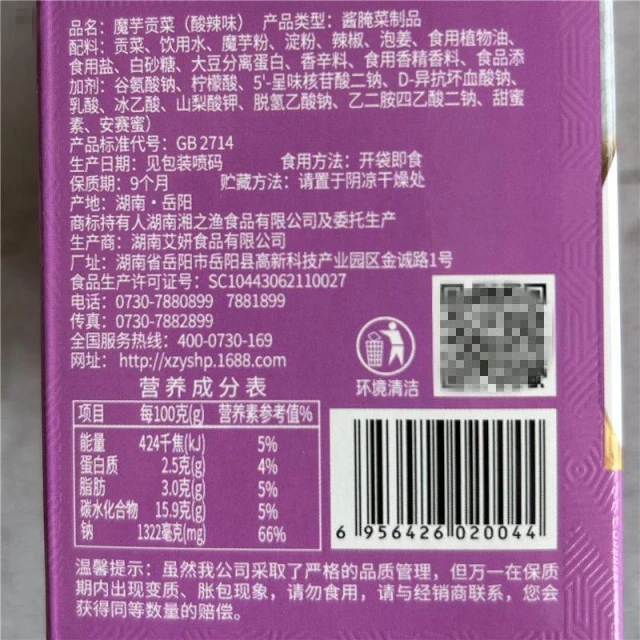 品名：魔芋贡菜（酸辣味） 产品类型：酱腌菜制品
配料：贡菜、饮用水、魔芋粉、淀粉、辣椒、泡姜、食用植物油、
食用盐、白砂糖、大豆分离蛋白、香辛料、食用香精香料、食品添
加剂：谷氨酸钠、柠檬酸、5'-呈味核苷酸二钠、D-异抗坏血酸钠、
乳酸、冰乙酸、山梨酸钾、脱氢乙酸钠、乙二胺四乙酸二钠、甜蜜
素、安赛蜜）
产品标准代号：GB 2714
生产日期：见包装喷码 食用方法：开袋即食
保质期：9个月 贮藏方法：请置于阴凉干燥处
产地：湖南·岳阳
商标持有人湖南湘之渔食品有限公司及委托生产
生产商：湖南艾妍食品有限公司
厂址：湖南省岳阳市岳阳县高新科技产业园区金诚路1号
食品生产许可证号：SC10443062110027
电话：0730-7880899 7881899
传真：0730-7882899
全国服务热线：400-0730-169
网址：http://xzyshp.1688.com
环境清洁
营养成分表
项目 每100克(g) 营养素参考值%
能量 424千焦(kJ) 5%
蛋白质 2.5克(g) 4%
脂肪 3.0克(g) 5%
碳水化合物 15.9克(g) 5%
钠 1322毫克(mg) 66%
6 956426 020044
温馨提示：虽然我公司采取了严格的品质管理，但万一在保质
期内出现变质、胀包现象，请勿食用，请与经销商联系，您会
获得同等数量的赔偿。